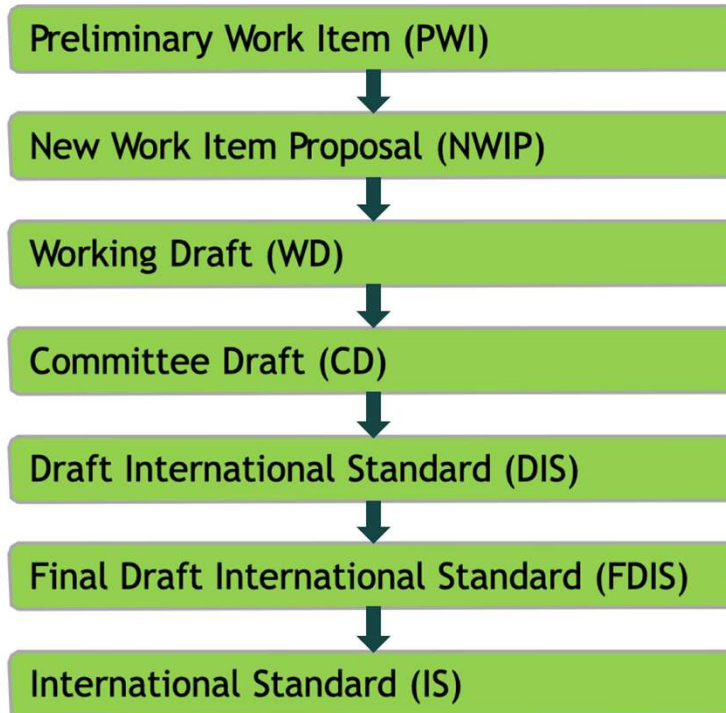 Preliminary Work Item (PWI)
New Work Item Proposal (NWIP)
Working Draft (WD)
Committee Draft (CD)
Draft International Standard (DIS)
Final Draft International Standard (FDIS)
International Standard (IS)